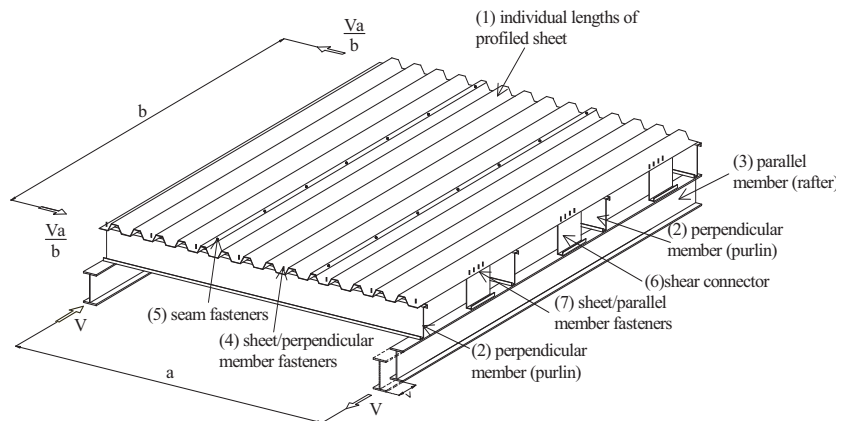 (1) individual lengths of
profiled sheet
Va
b
b
(3) parallel
member (rafter)
Va
b
(2) perpendicular
member (purlin)
(6)shear connector
(5) seam fasteners
(7) sheet/parallel
member fasteners
(4) sheet/perpendicular
member fasteners
V
(2) perpendicular
member (purlin)
a
V